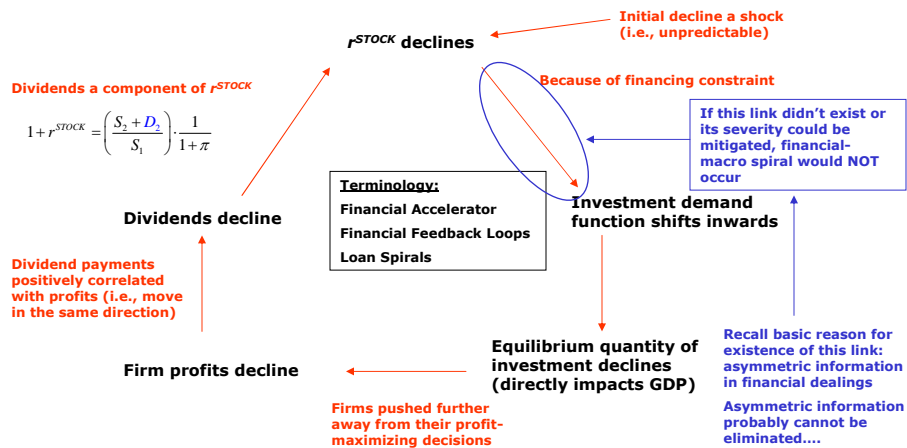 Initial decline a shock
(i.e., unpredictable)
r^STOCK declines
Because of financing constraint
Dividends a component of r^STOCK
1 + r^STOCK = ((S_2 + D_2) / S_1) · 1 / (1 + π)
If this link didn't exist or
its severity could be
mitigated, financial-
macro spiral would NOT
occur
Terminology:
Financial Accelerator
Financial Feedback Loops
Loan Spirals
Dividends decline
Investment demand
function shifts inwards
Dividend payments
positively correlated
with profits (i.e., move
in the same direction)
Firm profits decline
Equilibrium quantity of
investment declines
(directly impacts GDP)
Recall basic reason for
existence of this link:
asymmetric information
in financial dealings
Asymmetric information
probably cannot be
eliminated....
Firms pushed further
away from their profit-
maximizing decisions